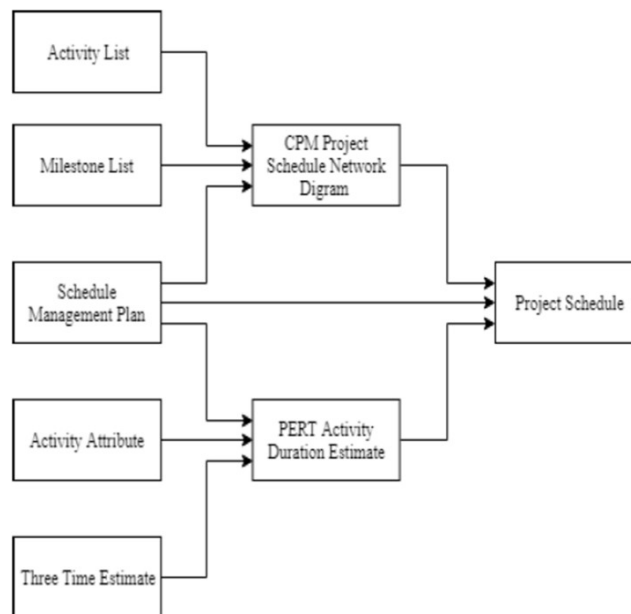 Activity List
Milestone List
CPM Project
Schedule Network
Digram
Schedule
Management Plan
Project Schedule
Activity Attribute
PERT Activity
Duration Estimate
Three Time Estimate